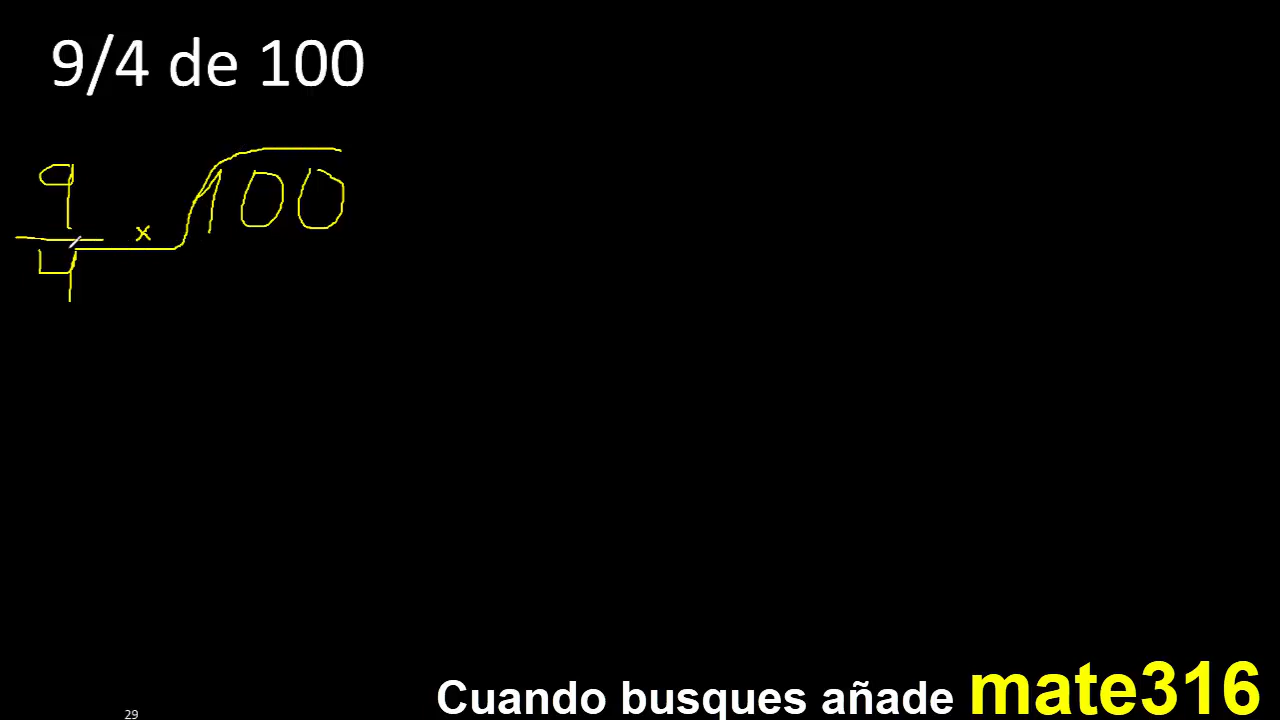 9/4 de 100
9
x 100
4
29
Cuando busques añade mate316